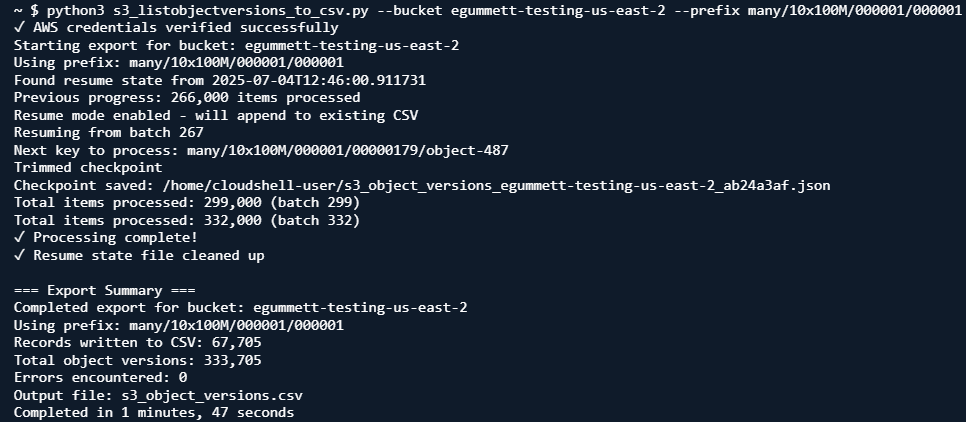 ~ $ python3 s3_listobjectversions_to_csv.py --bucket egummett-testing-us-east-2 --prefix many/10x100M/000001/000001
✓ AWS credentials verified successfully
Starting export for bucket: egummett-testing-us-east-2
Using prefix: many/10x100M/000001/000001
Found resume state from 2025-07-04T12:46:00.911731
Previous progress: 266,000 items processed
Resume mode enabled - will append to existing CSV
Resuming from batch 267
Next key to process: many/10x100M/000001/00000179/object-487
Trimmed checkpoint
Checkpoint saved: /home/cloudshell-user/s3_object_versions_egummett-testing-us-east-2_ab24a3af.json
Total items processed: 299,000 (batch 299)
Total items processed: 332,000 (batch 332)
✓ Processing complete!
✓ Resume state file cleaned up

=== Export Summary ===
Completed export for bucket: egummett-testing-us-east-2
Using prefix: many/10x100M/000001/000001
Records written to CSV: 67,705
Total object versions: 333,705
Errors encountered: 0
Output file: s3_object_versions.csv
Completed in 1 minutes, 47 seconds